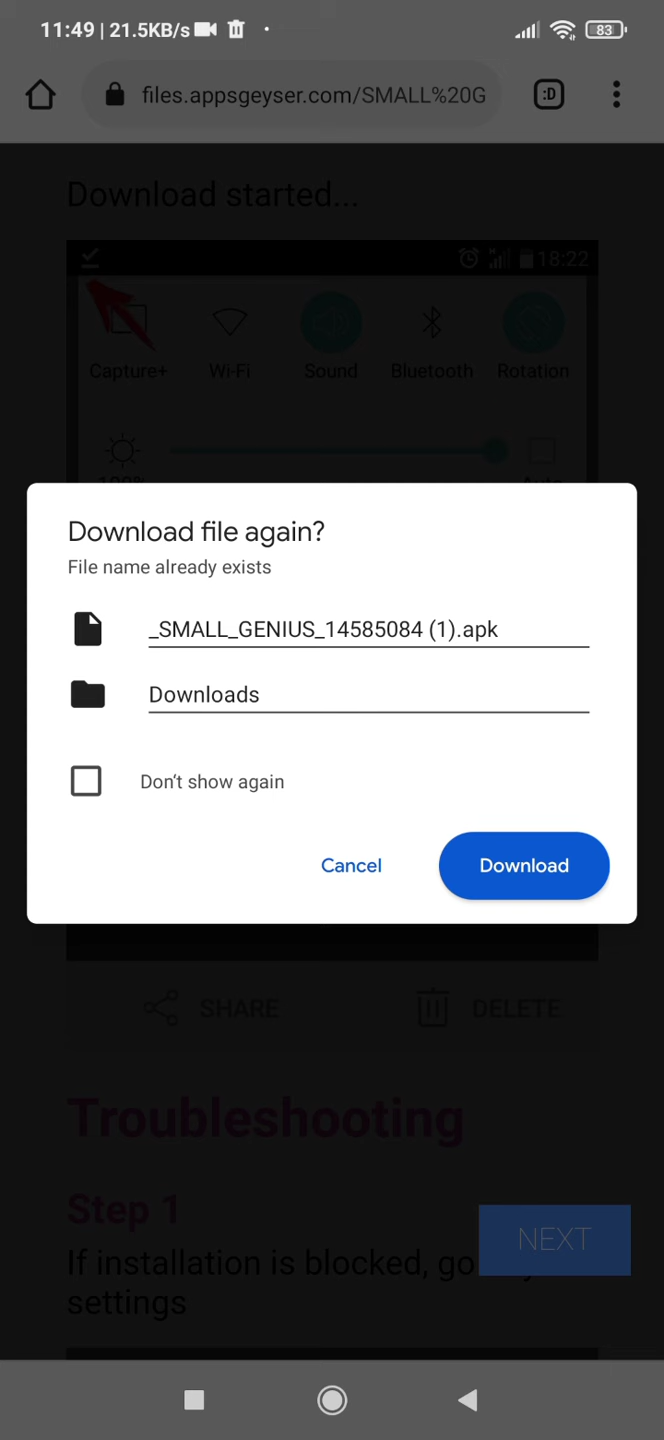 11:49 | 21.5KB/s
83
files.appsgeyser.com/SMALL%20G
:D
Download started...
18:22
Capture+ Wi-Fi Sound Bluetooth Rotation
Download file again?
File name already exists
_SMALL_GENIUS_14585084 (1).apk
Downloads
Don't show again
Cancel Download
SHARE DELETE
Troubleshooting
Step 1
NEXT
If installation is blocked, go
settings